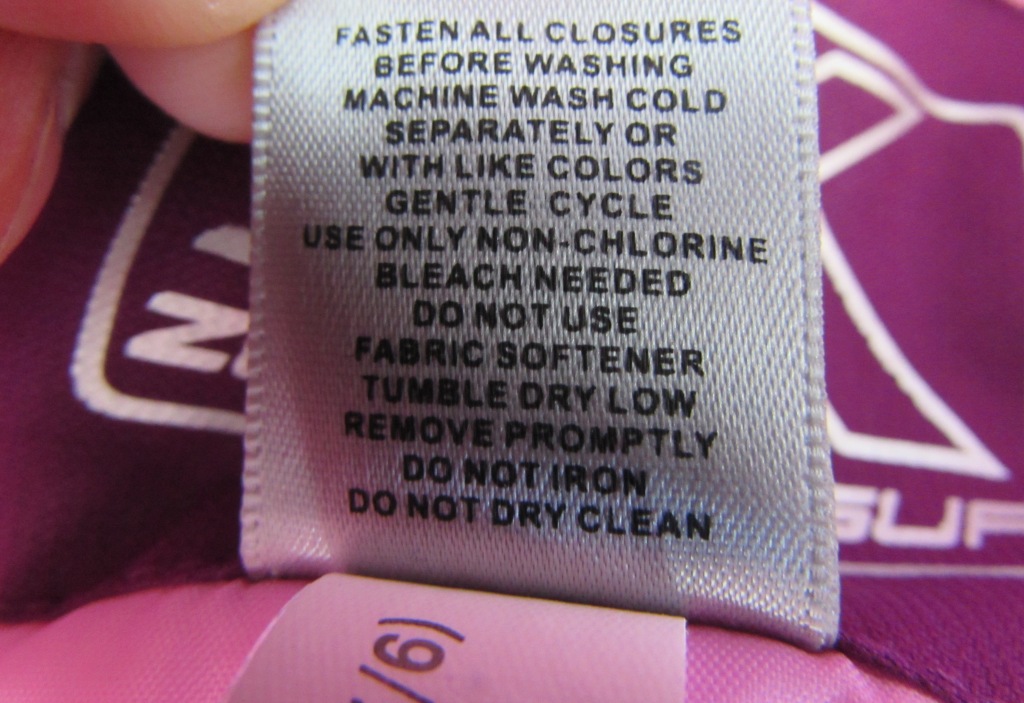 FASTEN ALL CLOSURES
BEFORE WASHING
MACHINE WASH COLD
SEPARATELY OR
WITH LIKE COLORS
GENTLE CYCLE
USE ONLY NON-CHLORINE
BLEACH NEEDED
DO NOT USE
FABRIC SOFTENER
TUMBLE DRY LOW
REMOVE PROMPTLY
DO NOT IRON
DO NOT DRY CLEAN
/6)